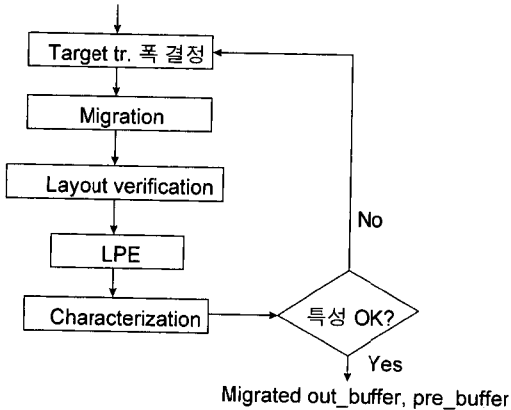 Target tr. 폭 결정
Migration
Layout verification
LPE
Characterization
특성 OK?
No
Yes
Migrated out_buffer, pre_buffer